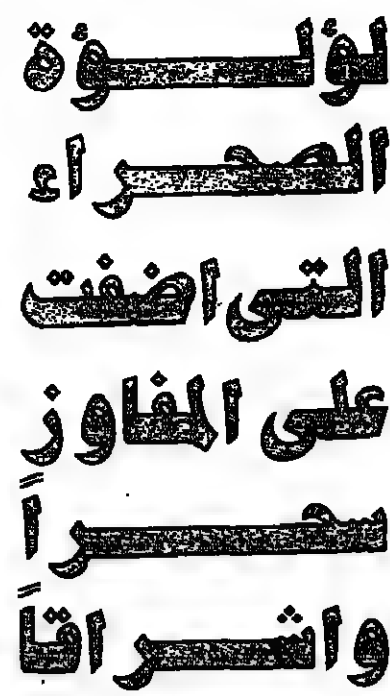 لؤلـــؤة
الصحـــراء
التى اضفت
على المفاوز
سحـــراً
واشـــراقاً